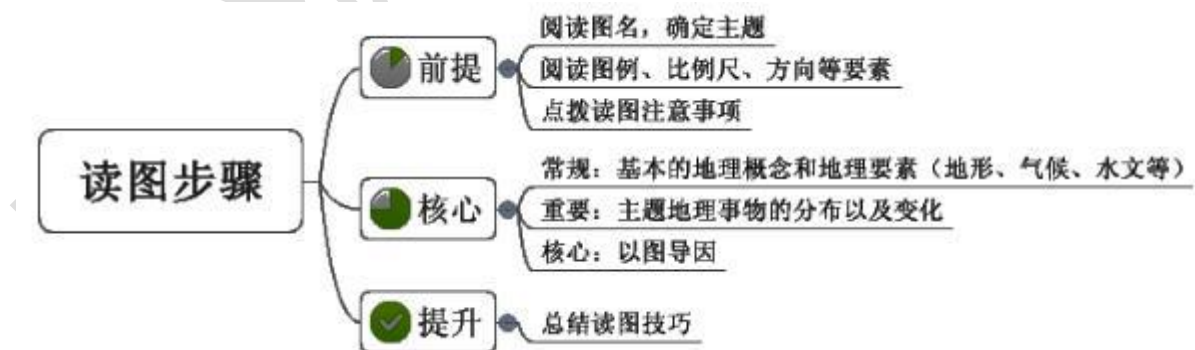 读图步骤
前提
阅读图名，确定主题
阅读图例、比例尺、方向等要素
点拨读图注意事项
核心
常规：基本的地理概念和地理要素（地形、气候、水文等）
重要：主题地理事物的分布以及变化
核心：以图导因
提升
总结读图技巧